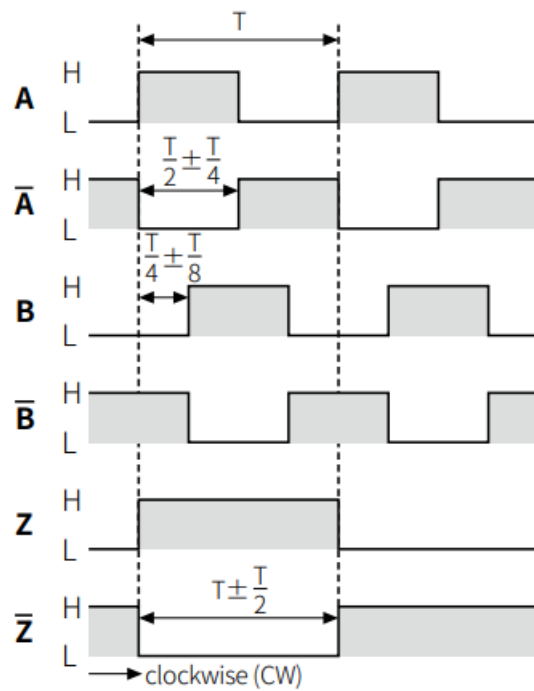 T
H
A
L
T/2 ± T/4
H
A̅
L
T/4 ± T/8
H
B
L
H
B̅
L
H
Z
L
T ± T/2
H
Z̅
L
clockwise (CW)